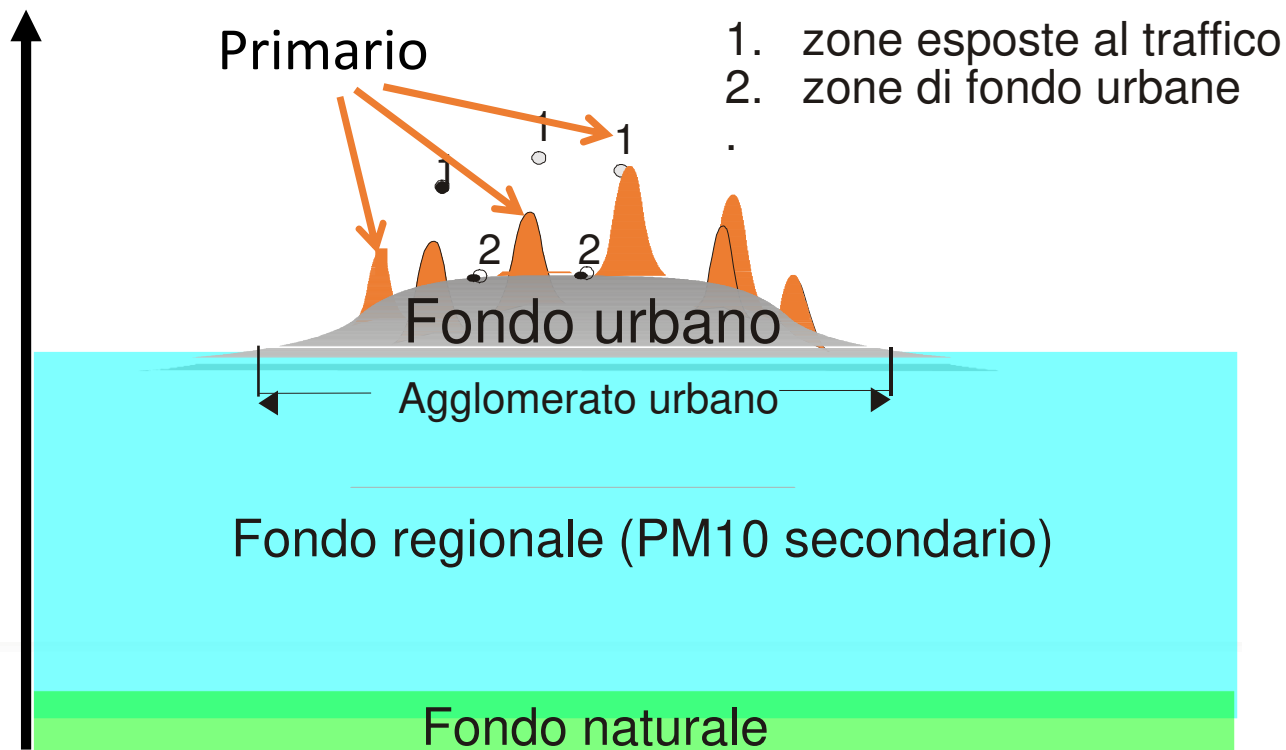 Primario
1. zone esposte al traffico
2. zone di fondo urbane
.
1
1
1
2
2
Fondo urbano
Agglomerato urbano
Fondo regionale (PM10 secondario)
Fondo naturale